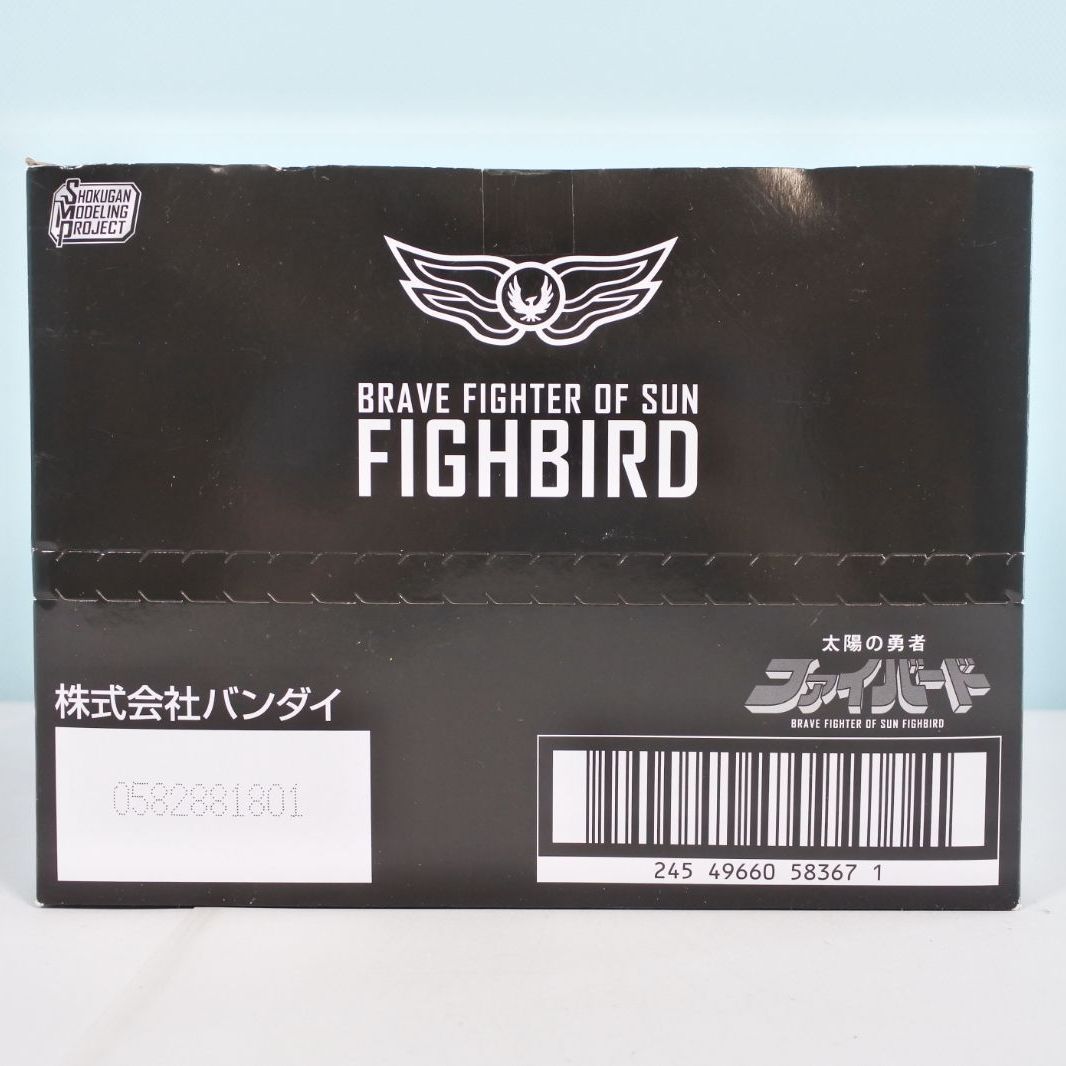 SHOKUGAN
MODELING
PROJECT
BRAVE FIGHTER OF SUN
FIGHBIRD
太陽の勇者
ファイバード
BRAVE FIGHTER OF SUN FIGHBIRD
株式会社バンダイ
0582881801
245 49660 58367 1